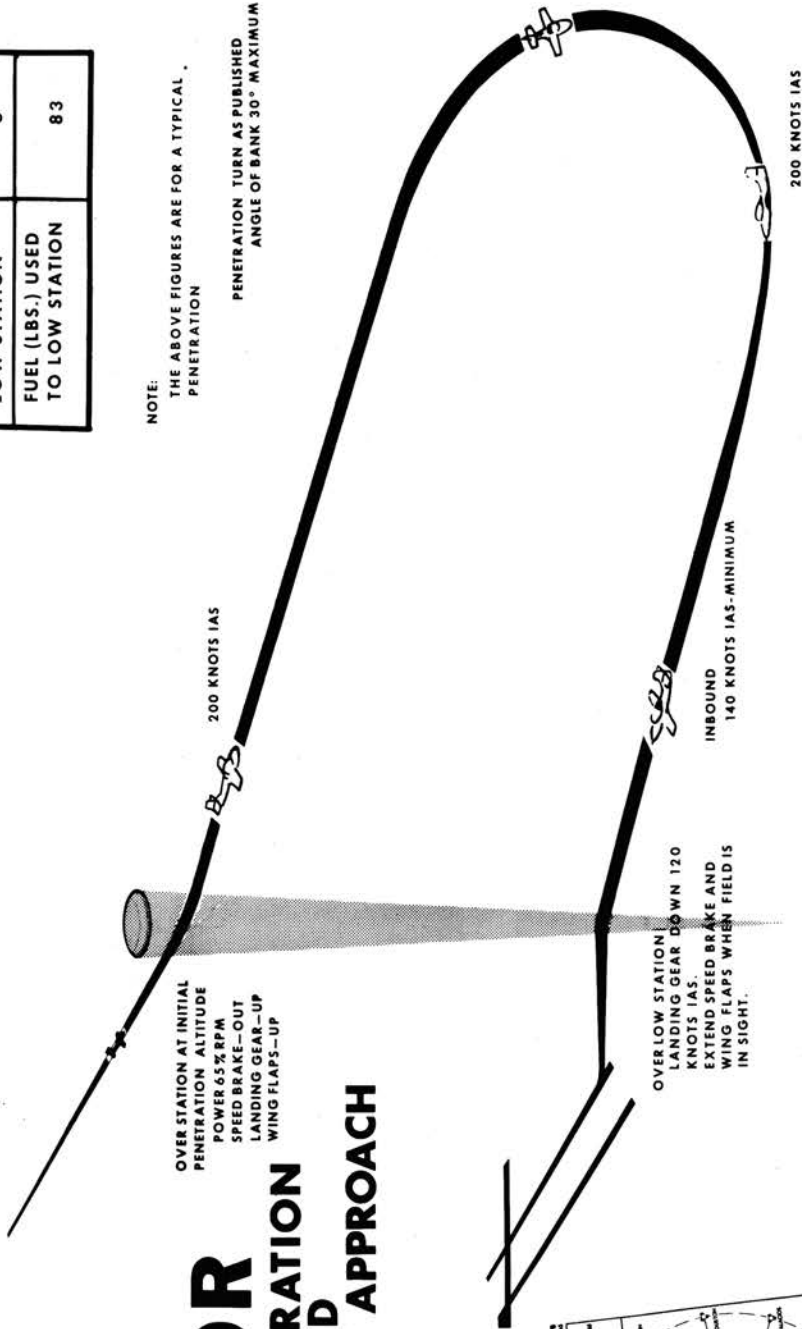 OR
RATION
D
APPROACH
FUEL (LBS.) USED
TO LOW STATION
83
NOTE:
THE ABOVE FIGURES ARE FOR A TYPICAL .
PENETRATION
OVER STATION AT INITIAL
PENETRATION ALTITUDE
POWER 65% RPM
SPEED BRAKE—OUT
LANDING GEAR—UP
WING FLAPS—UP
200 KNOTS IAS
PENETRATION TURN AS PUBLISHED
ANGLE OF BANK 30° MAXIMUM
200 KNOTS IAS
INBOUND
140 KNOTS IAS-MINIMUM
OVER LOW STATION
LANDING GEAR DOWN 120
KNOTS IAS.
EXTEND SPEED BRAKE AND
WING FLAPS WHEN FIELD IS
IN SIGHT.